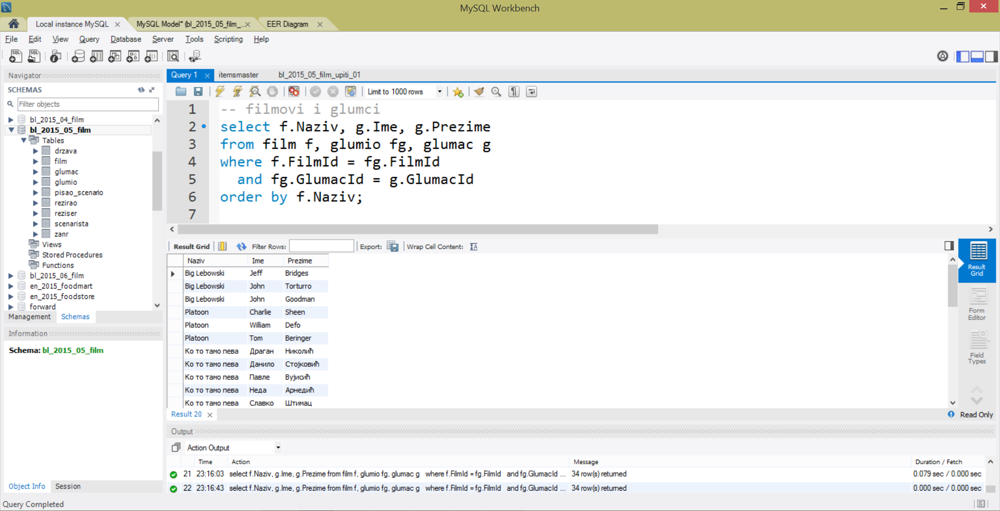 MySQL Workbench
Local instance MySQL
MySQL Model* (bl_2015_05_film_...
EER Diagram
File Edit View Query Database Server Tools Scripting Help
Navigator
SCHEMAS
Filter objects
bl_2015_04_film
bl_2015_05_film
Tables
drzava
film
glumac
glumio
pisao_scenario
rezirao
reziser
scenarista
zanr
Views
Stored Procedures
Functions
bl_2015_06_film
en_2015_foodmart
en_2015_foodstore
forward
Management Schemas
Information
Schema: bl_2015_05_film
Object Info Session
Query 1 itemsmaster bl_2015_05_film_upiti_01
Limit to 1000 rows
1 -- filmovi i glumci
2 select f.Naziv, g.Ime, g.Prezime
3 from film f, glumio fg, glumac g
4 where f.FilmId = fg.FilmId
5 and fg.GlumacId = g.GlumacId
6 order by f.Naziv;
7
Result Grid Filter Rows: Export: Wrap Cell Content:
Naziv Ime Prezime
Big Lebowski Jeff Bridges
Big Lebowski John Torturro
Big Lebowski John Goodman
Platoon Charlie Sheen
Platoon William Defo
Platoon Tom Beringer
Ко то тамо пева Драган Николић
Ко то тамо пева Данило Стојковић
Ко то тамо пева Павле Вујисић
Ко то тамо пева Неда Арнедић
Ко то тамо пева Славко Штимац
Result
Grid
Form
Editor
Field
Types
Result 20
Read Only
Output
Action Output
Time Action Message Duration / Fetch
21 23:16:03 select f.Naziv, g.Ime, g.Prezime from film f, glumio fg, glumac g where f.FilmId = fg.FilmId and fg.GlumacId ... 34 row(s) returned 0.079 sec / 0.000 sec
22 23:16:43 select f.Naziv, g.Ime, g.Prezime from film f, glumio fg, glumac g where f.FilmId = fg.FilmId and fg.GlumacId ... 34 row(s) returned 0.000 sec / 0.000 sec
Query Completed